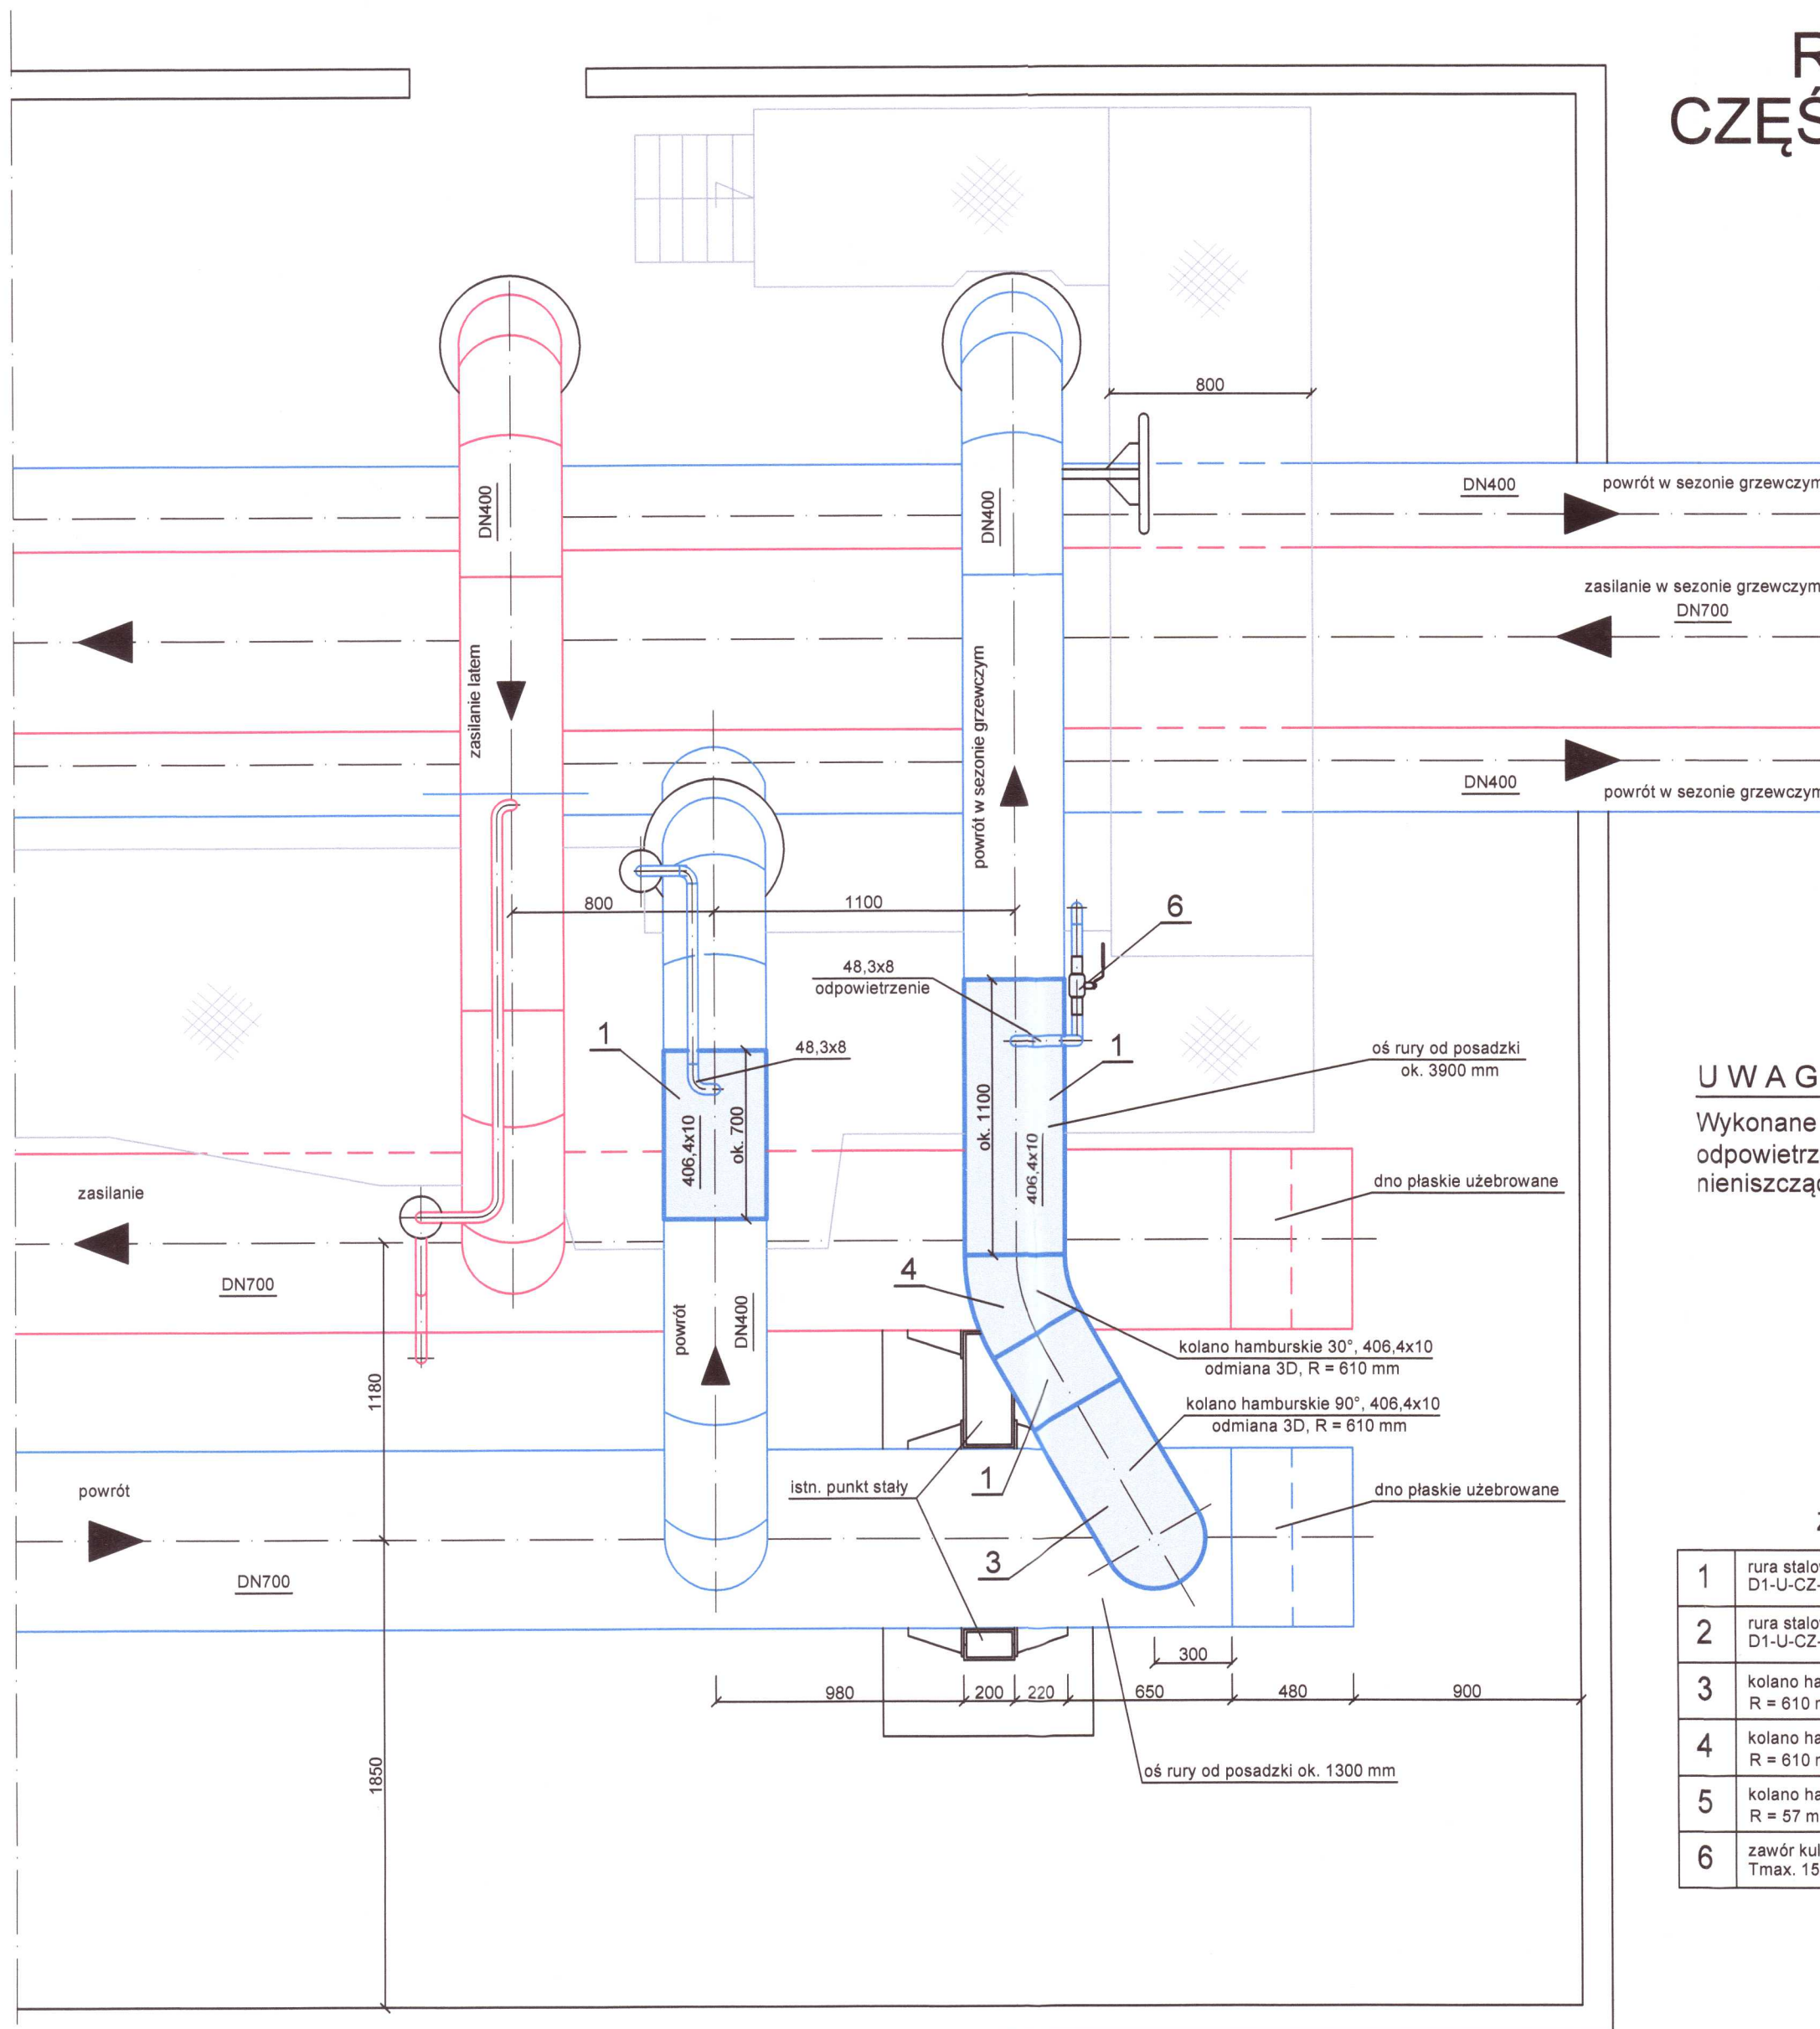 R
CZĘŚ
800
DN400
powrót w sezonie grzewczym
DN400
DN400
zasilanie w sezonie grzewczym
DN700
zasilanie latem
powrót w sezonie grzewczym
DN400
powrót w sezonie grzewczym
800
1100
6
48,3x8
odpowietrzenie
1
48,3x8
1
oś rury od posadzki
ok. 3900 mm
406,4x10
ok. 700
ok. 1100
406,4x10
UWAG
Wykonane
odpowietrz
nieniszcząc
zasilanie
dno płaskie użebrowane
DN700
4
powrót
DN400
kolano hamburskie 30°, 406,4x10
odmiana 3D, R = 610 mm
1180
kolano hamburskie 90°, 406,4x10
odmiana 3D, R = 610 mm
powrót
istn. punkt stały
1
dno płaskie użebrowane
DN700
3
300
980
200
220
650
480
900
1850
oś rury od posadzki ok. 1300 mm
1
rura stalo
D1-U-CZ-
2
rura stalo
D1-U-CZ-
3
kolano ha
R = 610
4
kolano ha
R = 610
5
kolano ha
R = 57 m
6
zawór kul
Tmax. 15